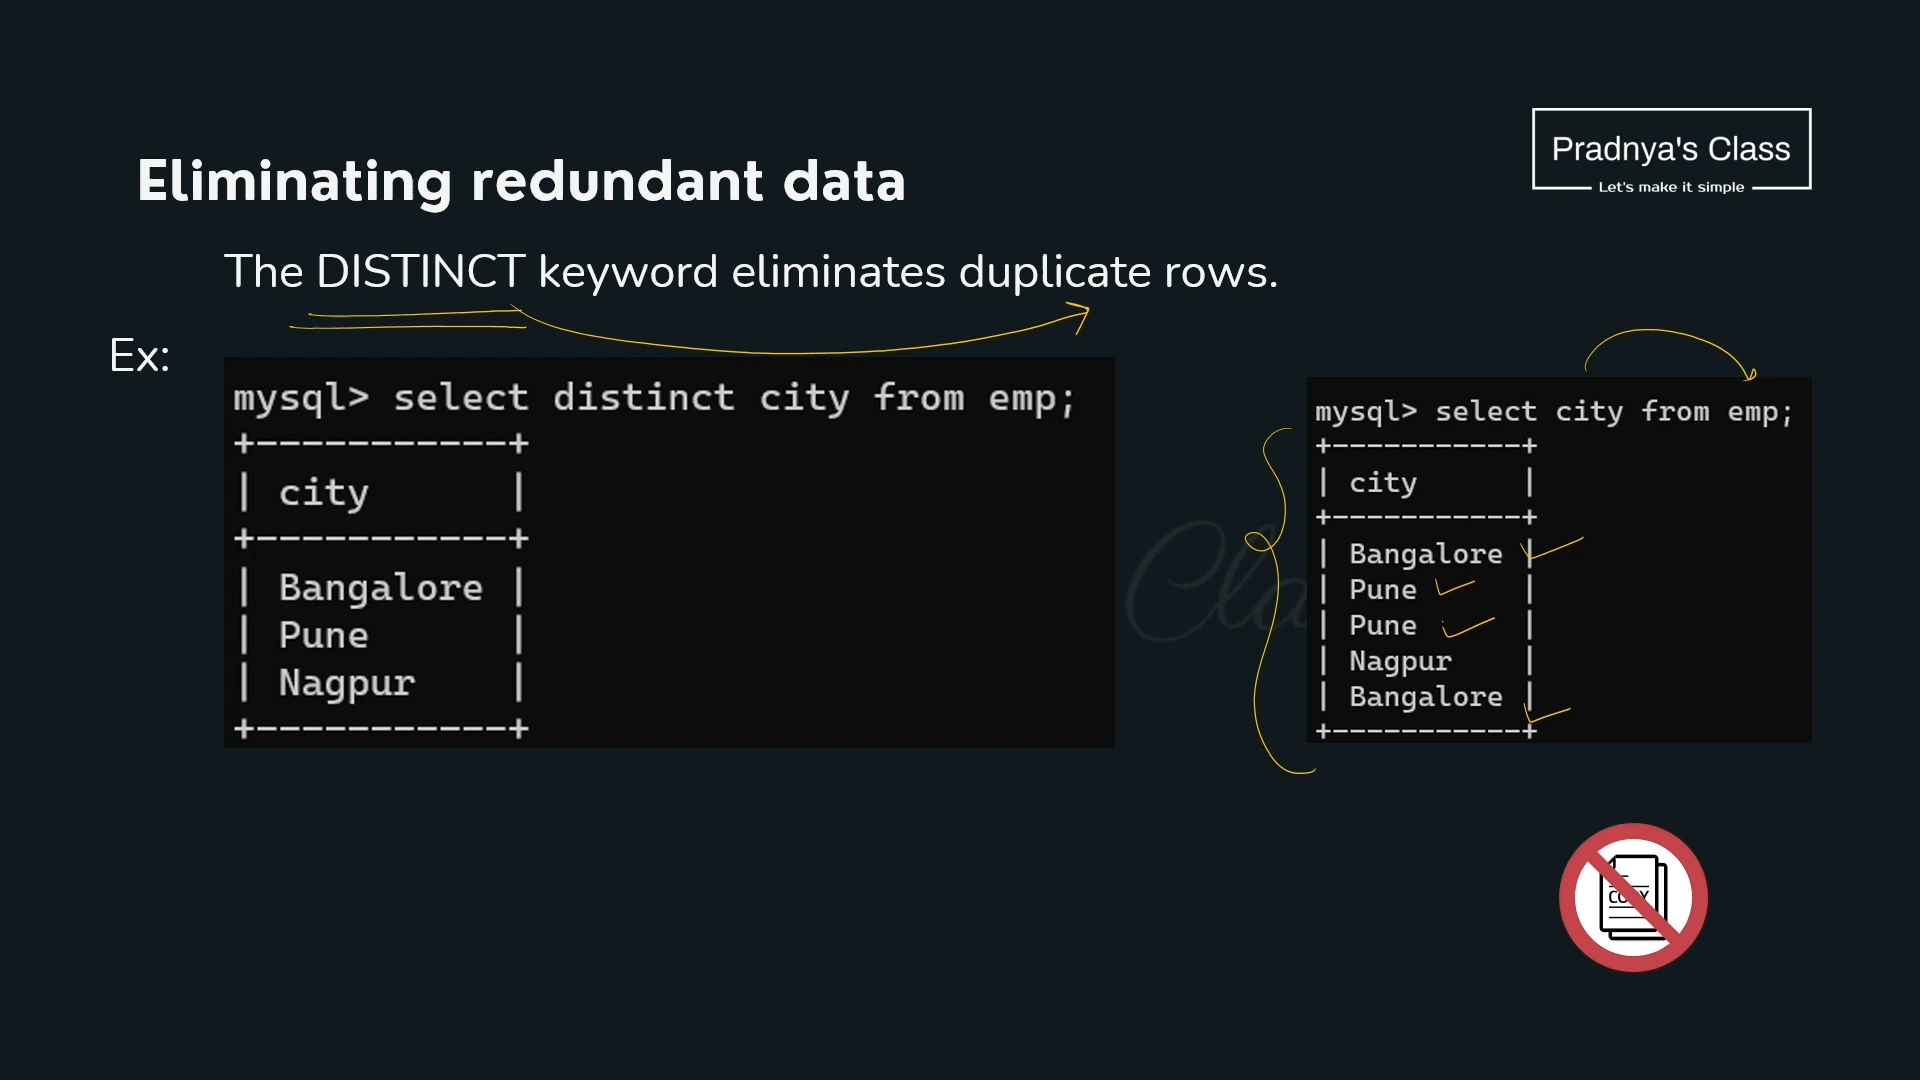 Pradnya's Class
Let's make it simple
Eliminating redundant data
The DISTINCT keyword eliminates duplicate rows.
Ex:
mysql> select distinct city from emp;
+-----------+
| city      |
+-----------+
| Bangalore |
| Pune      |
| Nagpur    |
+-----------+
mysql> select city from emp;
+-----------+
| city      |
+-----------+
| Bangalore |
| Pune      |
| Pune      |
| Nagpur    |
| Bangalore |
+-----------+